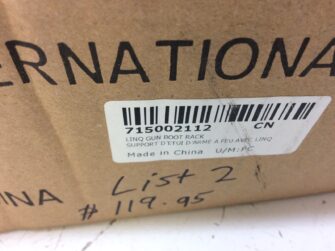 ERNATIONA
715002112 CN
LINQ GUN BOOT RACK
SUPPORT D'ETUI D'ARME A FEU AVEC LINQ
Made in China U/M:PC
INA
List 2
# 119.95